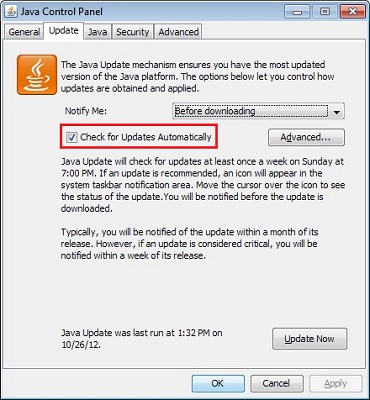 Java Control Panel
General Update Java Security Advanced
The Java Update mechanism ensures you have the most updated
version of the Java platform. The options below let you control how
updates are obtained and applied.
Notify Me: Before downloading
Check for Updates Automatically Advanced...
Java Update will check for updates at least once a week on Sunday at
7:00 PM. If an update is recommended, an icon will appear in the
system taskbar notification area. Move the cursor over the icon to see
the status of the update.You will be notified before the update is
downloaded.
Typically, you will be notified of the update within a month of its
release. However, if an update is considered critical, you will be
notified within a week of its release.
Java Update was last run at 1:32 PM on
10/26/12.
Update Now
OK Cancel Apply